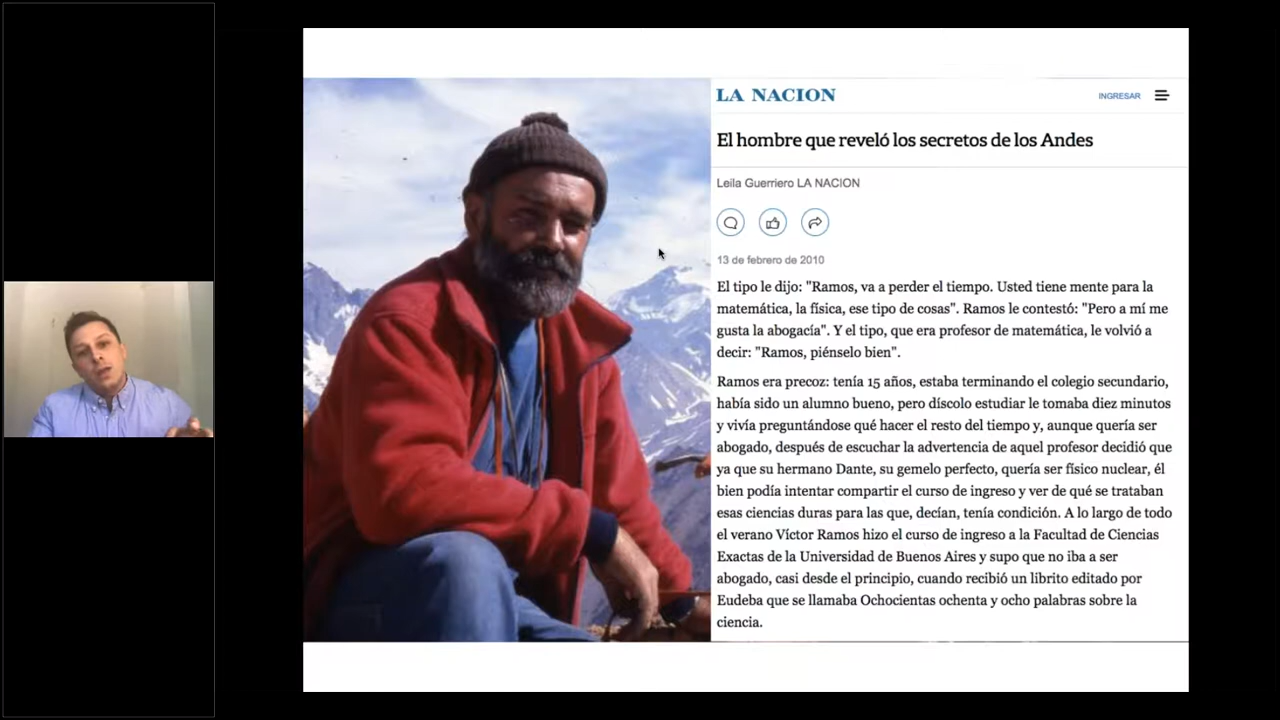 LA NACION
INGRESAR
El hombre que reveló los secretos de los Andes
Leila Guerriero LA NACION
13 de febrero de 2010
El tipo le dijo: "Ramos, va a perder el tiempo. Usted tiene mente para la
matemática, la física, ese tipo de cosas". Ramos le contestó: "Pero a mí me
gusta la abogacía". Y el tipo, que era profesor de matemática, le volvió a
decir: "Ramos, piénselo bien".
Ramos era precoz: tenía 15 años, estaba terminando el colegio secundario,
había sido un alumno bueno, pero díscolo estudiar le tomaba diez minutos
y vivía preguntándose qué hacer el resto del tiempo y, aunque quería ser
abogado, después de escuchar la advertencia de aquel profesor decidió que
ya que su hermano Dante, su gemelo perfecto, quería ser físico nuclear, él
bien podía intentar compartir el curso de ingreso y ver de qué se trataban
esas ciencias duras para las que, decían, tenía condición. A lo largo de todo
el verano Víctor Ramos hizo el curso de ingreso a la Facultad de Ciencias
Exactas de la Universidad de Buenos Aires y supo que no iba a ser
abogado, casi desde el principio, cuando recibió un librito editado por
Eudeba que se llamaba Ochocientas ochenta y ocho palabras sobre la
ciencia.